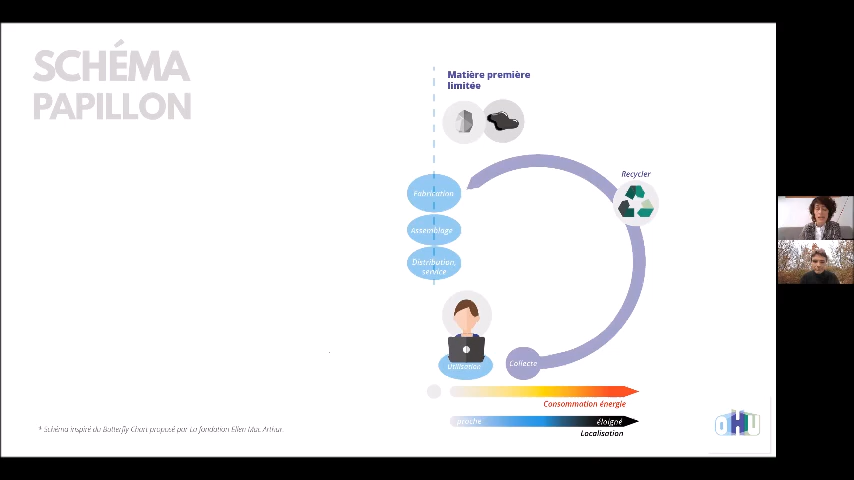 SCHÉMA
PAPILLON
Matière première
limitée
Recycler
Fabrication
Assemblage
Distribution,
service
Utilisation
Collecte
Consommation énergie
proche
éloigné
Localisation
* Schéma inspiré du Butterfly Chart proposé par La fondation Ellen Mac Arthur.
OHU